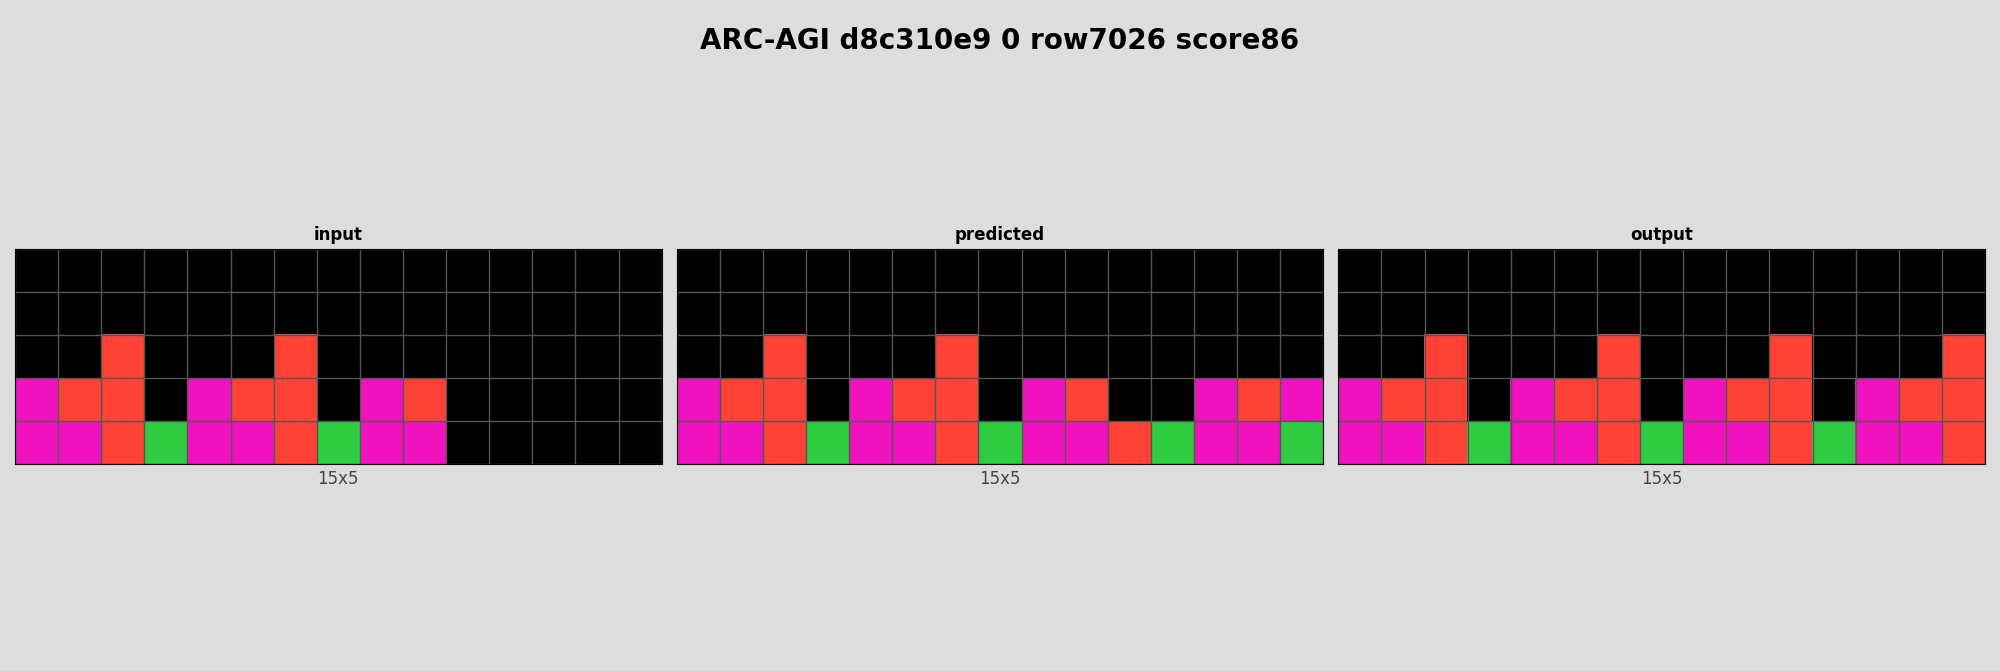 ARC-AGI d8c310e9 0 row7026 score86
input
predicted
output
15x5
15x5
15x5